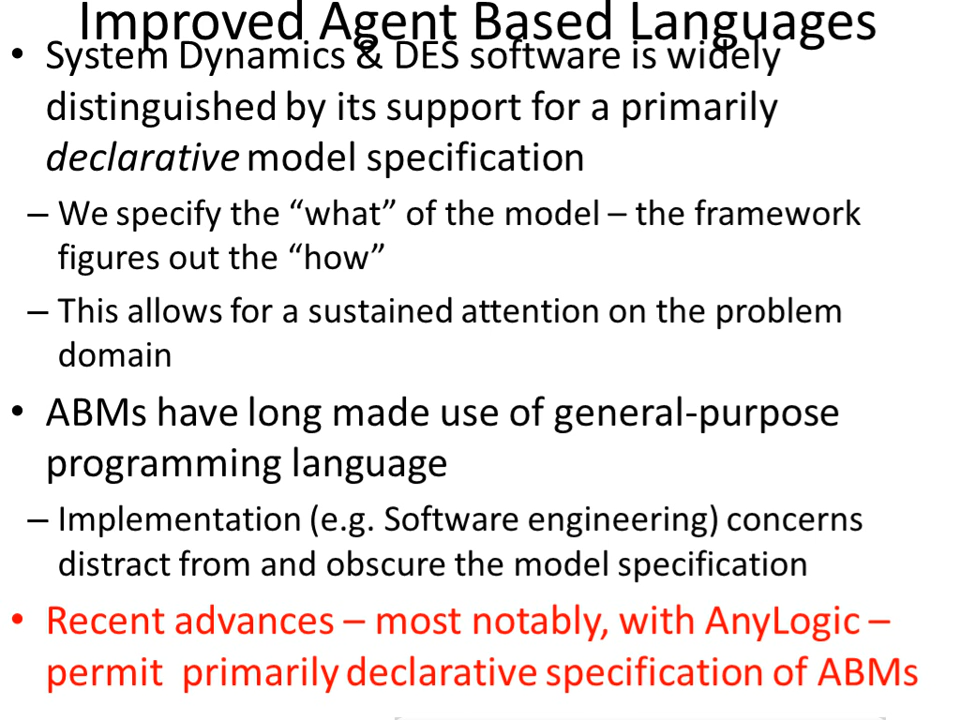 Improved Agent Based Languages
• System Dynamics & DES software is widely
distinguished by its support for a primarily
declarative model specification
– We specify the “what” of the model – the framework
figures out the “how”
– This allows for a sustained attention on the problem
domain
• ABMs have long made use of general-purpose
programming language
– Implementation (e.g. Software engineering) concerns
distract from and obscure the model specification
• Recent advances – most notably, with AnyLogic –
permit  primarily declarative specification of ABMs